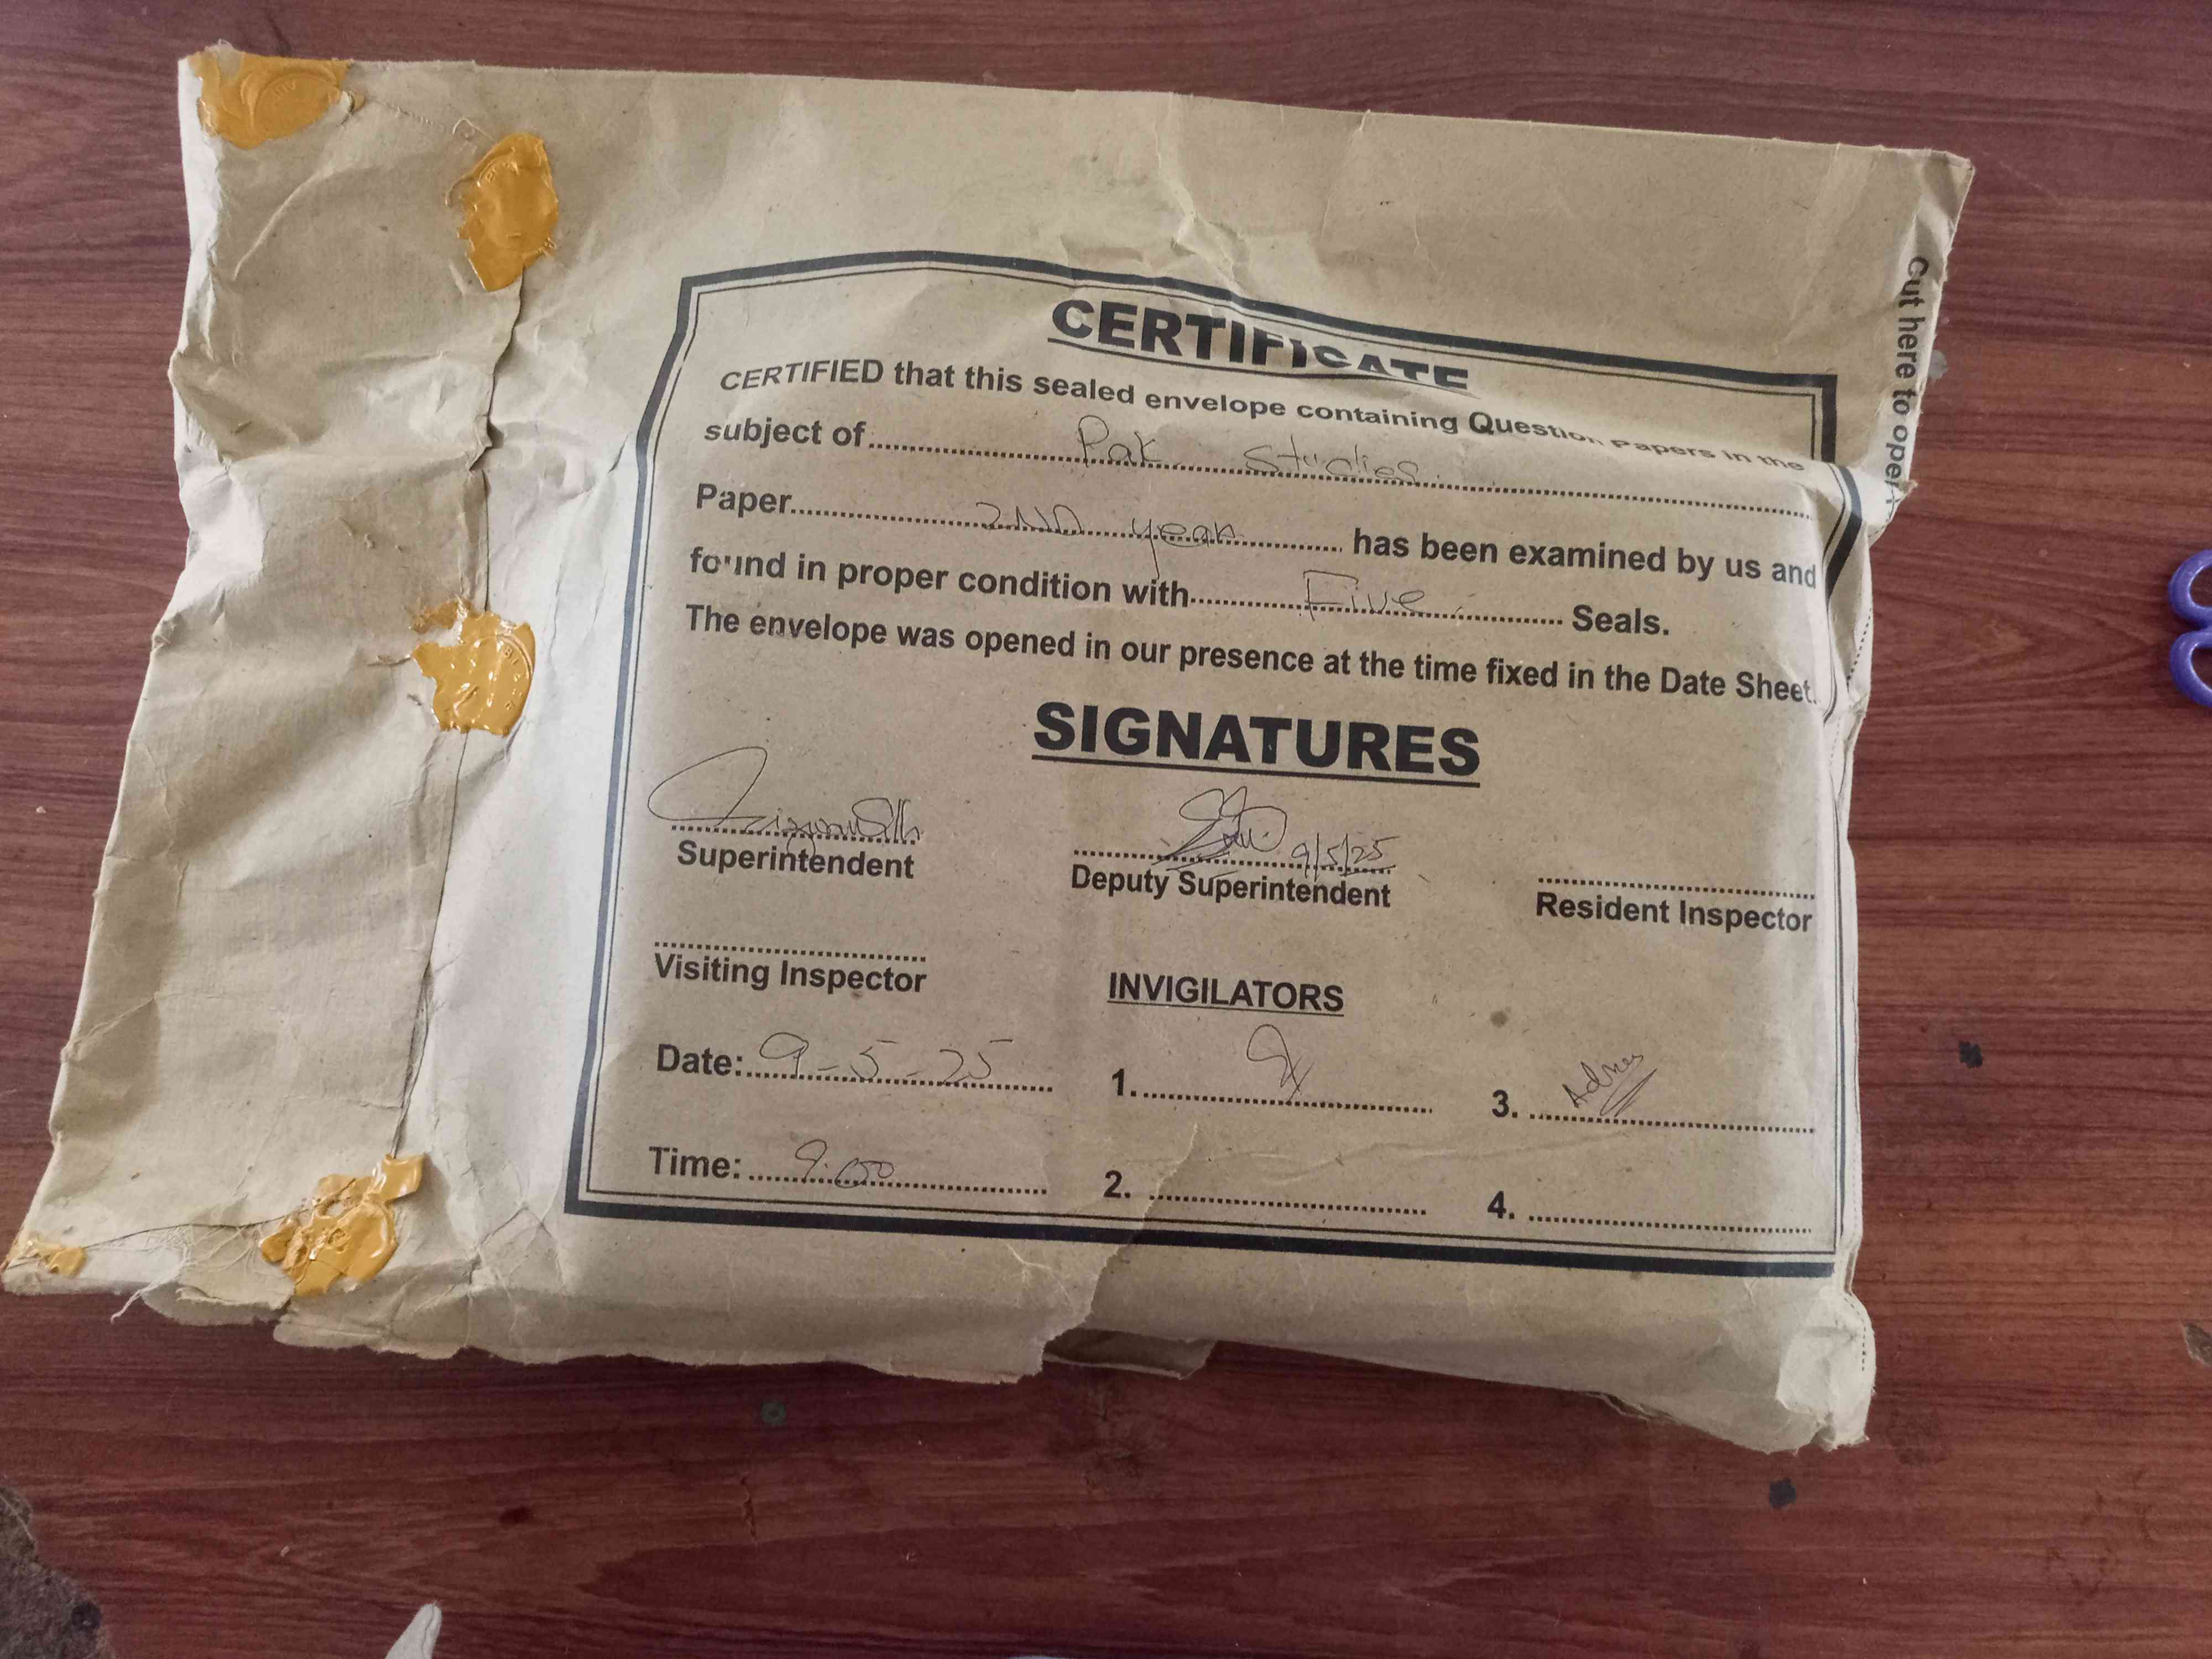 Cut here to open
CERTIFICATE
CERTIFIED that this sealed envelope containing Question Papers in the
subject of Pak Studies
Paper 2ND year has been examined by us and
found in proper condition with Five Seals.
The envelope was opened in our presence at the time fixed in the Date Sheet.
SIGNATURES
9/5/25
Superintendent Deputy Superintendent Resident Inspector
Visiting Inspector INVIGILATORS
Date: 9-5-25 1. 3.
Time: 9:00 2. 4.